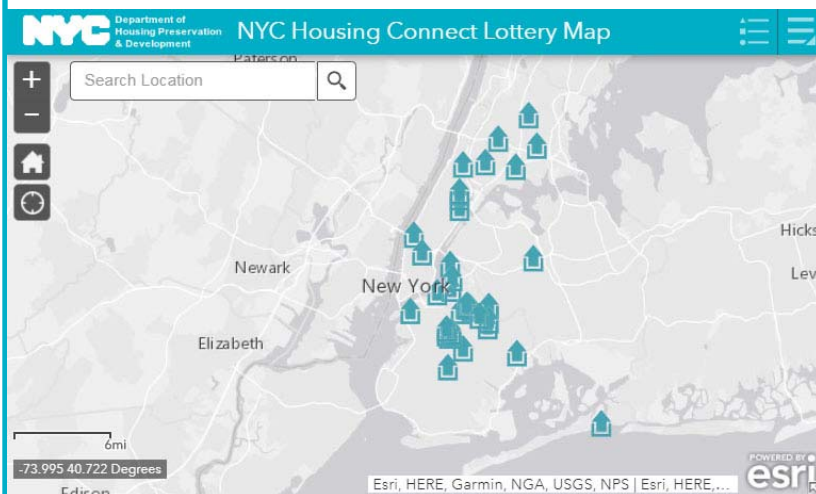 NYC
Department of
Housing Preservation
& Development
NYC Housing Connect Lottery Map
Paterson
+
Search Location
−
Hicks
Newark
Lev
New York
Elizabeth
6mi
-73.995 40.722 Degrees
Edison
Esri, HERE, Garmin, NGA, USGS, NPS | Esri, HERE,...
POWERED BY
esri